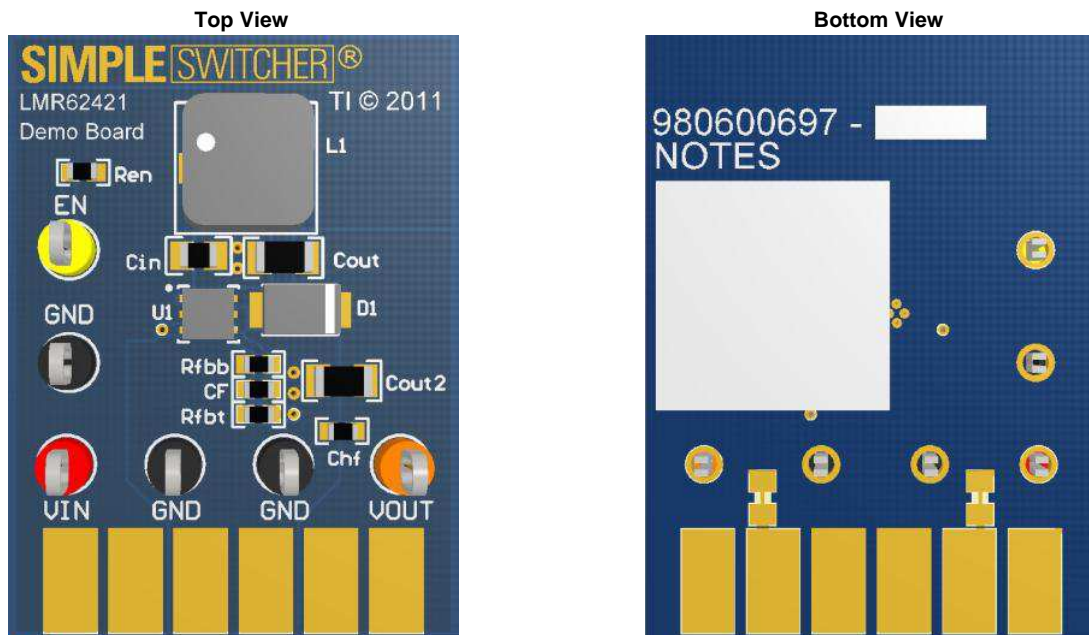 Top View
SIMPLE SWITCHER®
LMR62421
TI © 2011
Demo Board
L1
Ren
EN
Cin
Cout
U1
D1
GND
Rfbb
CF
Cout2
Rfbt
Chf
VIN
GND
GND
VOUT
Bottom View
980600697 -
NOTES